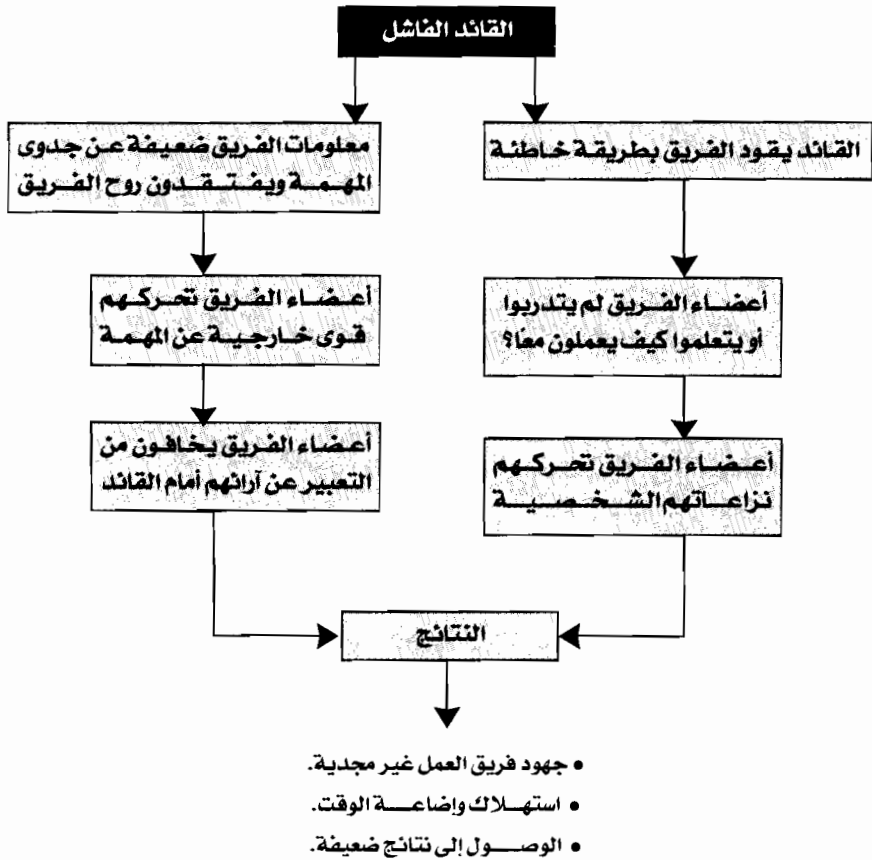 القائد الفاشل
القائد يقود الفريق بطريقة خاطئة
معلومات الفريق ضعيفة عن جدوى
المهمة ويفتقدون روح الفريق
أعضاء الفريق لم يتدربوا
أو يتعلموا كيف يعملون معًا؟
أعضاء الفريق تحركهم
قوى خارجية عن المهمة
أعضاء الفريق تحركهم
نزاعاتهم الشخصية
أعضاء الفريق يخافون من
التعبير عن آرائهم أمام القائد
النتائج
• جهود فريق العمل غير مجدية.
• استهلاك وإضاعة الوقت.
• الوصول إلى نتائج ضعيفة.